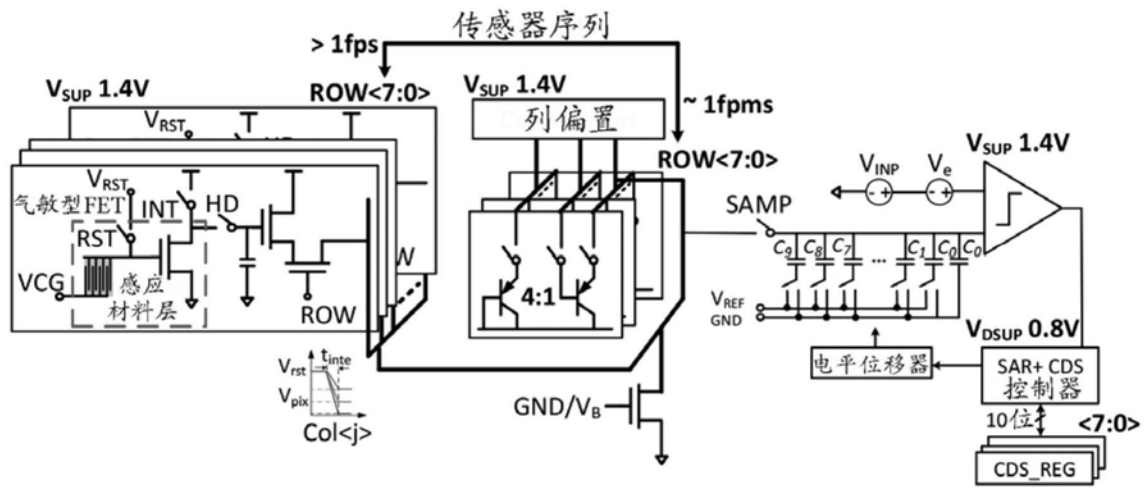 传感器序列
> 1fps
V_SUP 1.4V
ROW<7:0>
V_RST
V_RST
气敏型FET
INT
HD
RST
VCG
感应
材料层
ROW
V_rst
t_inte
V_pix
Col<j>
V_SUP 1.4V
~ 1fpms
列偏置
ROW<7:0>
4:1
GND/V_B
SAMP
V_SUP 1.4V
V_INP
V_e
- +
- +
C_9
C_8
C_7
...
C_1
C_0
C_0
V_REF
GND
V_DSUP 0.8V
电平位移器
SAR+ CDS
控制器
10位
<7:0>
CDS_REG